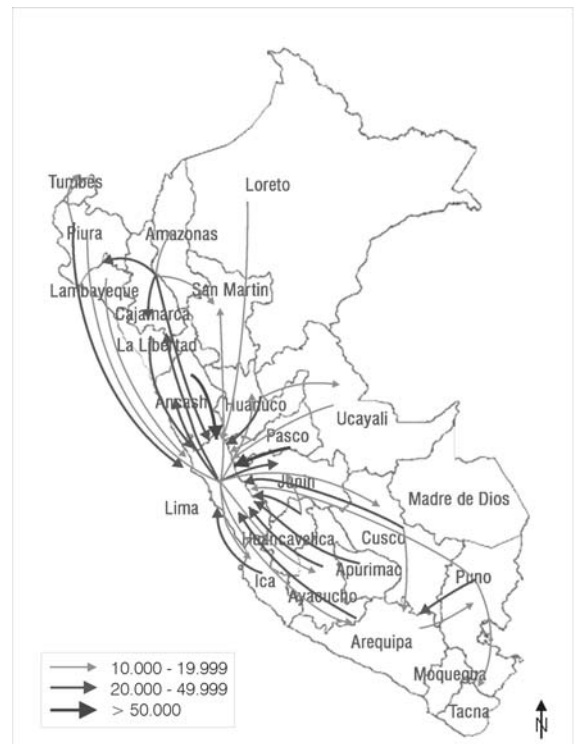 Tumbes
Loreto
Piura
Amazonas
Lambayeque
San Martin
Cajamarca
La Libertad
Ancash
Huanuco
Ucayali
Pasco
Junin
Lima
Madre de Dios
Huancavelica
Cusco
Ica
Apurimac
Puno
Ayacucho
Arequipa
Moquegua
Tacna
10.000 - 19.999
20.000 - 49.999
> 50.000
N